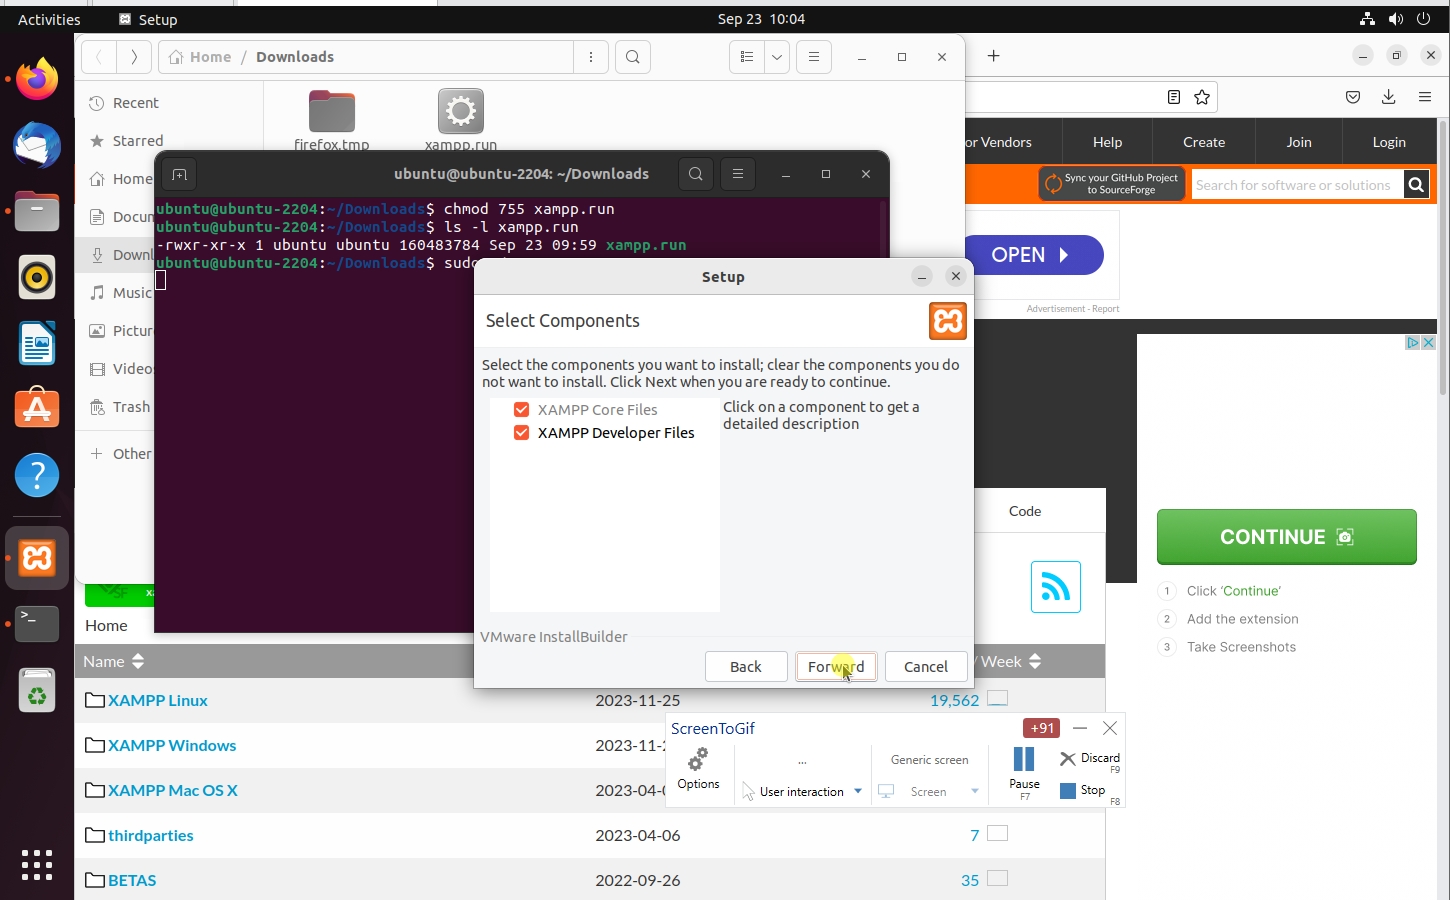 Activities
Setup
Sep 23 10:04
Home / Downloads
Recent
Starred
Home
Docum
Downl
Music
Pictur
Video
Trash
Other
firefox.tmp
xampp.run
or Vendors
Help
Create
Join
Login
Sync your GitHub Project
to SourceForge
Search for software or solutions
OPEN
Advertisement - Report
ubuntu@ubuntu-2204: ~/Downloads
ubuntu@ubuntu-2204:~/Downloads$ chmod 755 xampp.run
ubuntu@ubuntu-2204:~/Downloads$ ls -l xampp.run
-rwxr-xr-x 1 ubuntu ubuntu 160483784 Sep 23 09:59 xampp.run
ubuntu@ubuntu-2204:~/Downloads$ sudo
Setup
Select Components
Select the components you want to install; clear the components you do
not want to install. Click Next when you are ready to continue.
XAMPP Core Files
XAMPP Developer Files
Click on a component to get a
detailed description
VMware InstallBuilder
Back
Forward
Cancel
Code
CONTINUE
1 Click 'Continue'
2 Add the extension
3 Take Screenshots
Home
Name
/ Week
XAMPP Linux 2023-11-25 19,562
XAMPP Windows 2023-11-2
XAMPP Mac OS X 2023-04-0
thirdparties 2023-04-06 7
BETAS 2022-09-26 35
ScreenToGif
+91
Options
...
User interaction
Generic screen
Screen
Pause
F7
Discard
F9
Stop
F8